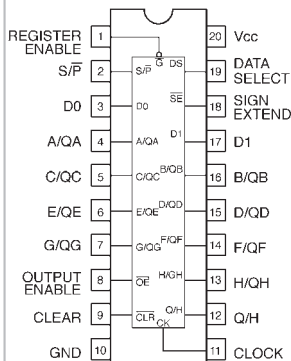 REGISTER ENABLE 1 G DS 20 Vcc
S/P 2 S/P 19 DATA SELECT
D0 3 D0 SE 18 SIGN EXTEND
A/QA 4 A/QA D1 17 D1
C/QC 5 C/QC B/QB 16 B/QB
E/QE 6 E/QE D/QD 15 D/QD
G/QG 7 G/QG F/QF 14 F/QF
OUTPUT ENABLE 8 OE H/GH 13 H/QH
CLEAR 9 CLR Q/H 12 Q/H
GND 10 CK 11 CLOCK